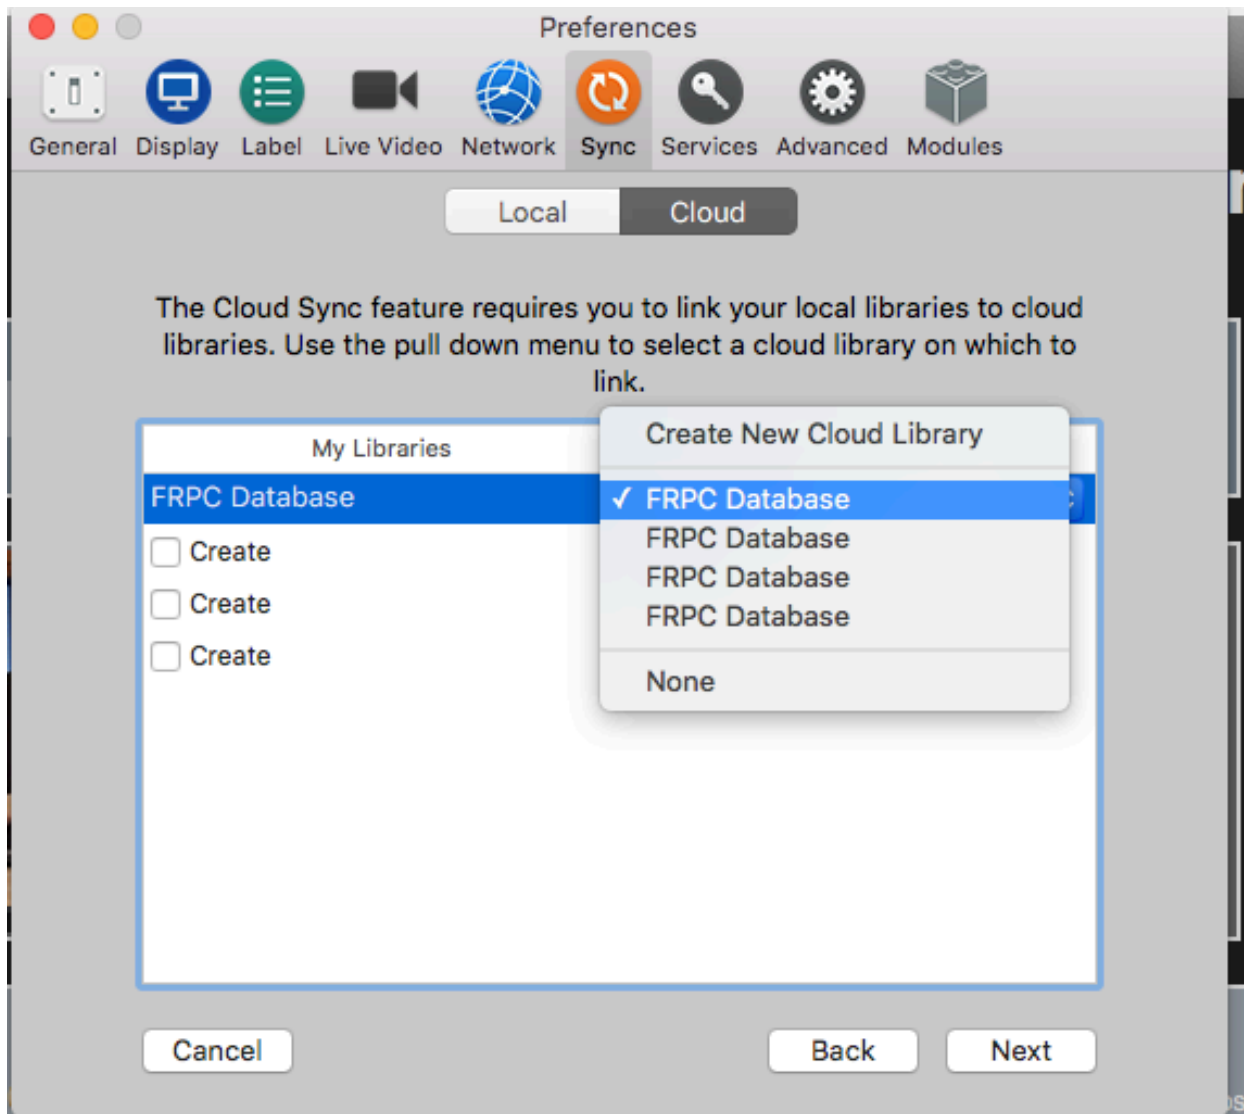 Preferences
General Display Label Live Video Network Sync Services Advanced Modules
Local Cloud
The Cloud Sync feature requires you to link your local libraries to cloud
libraries. Use the pull down menu to select a cloud library on which to
link.
My Libraries
FRPC Database
Create
Create
Create
Create New Cloud Library
✓ FRPC Database
FRPC Database
FRPC Database
FRPC Database
None
Cancel Back Next